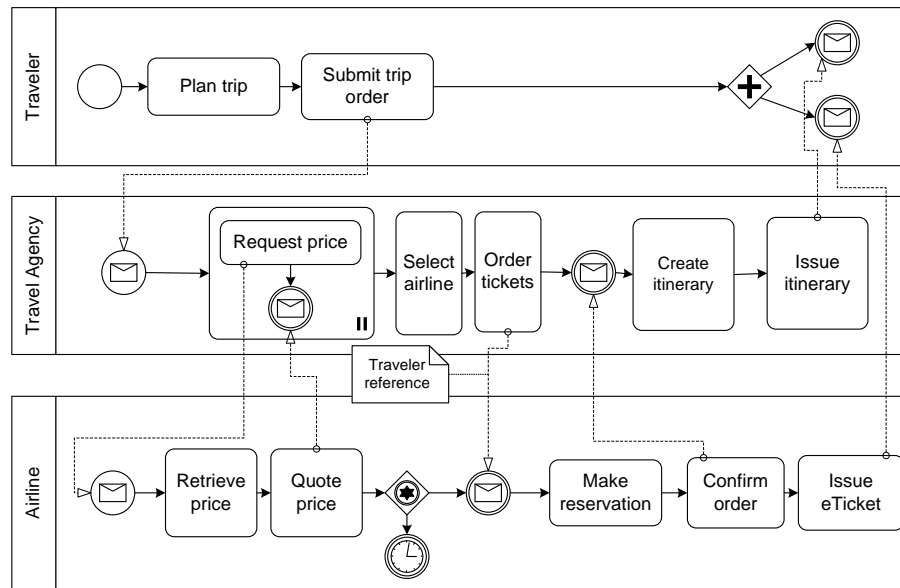 Traveler
Plan trip
Submit trip
order
Travel Agency
Request price
Select
airline
Order
tickets
Create
itinerary
Issue
itinerary
Traveler
reference
Airline
Retrieve
price
Quote
price
Make
reservation
Confirm
order
Issue
eTicket